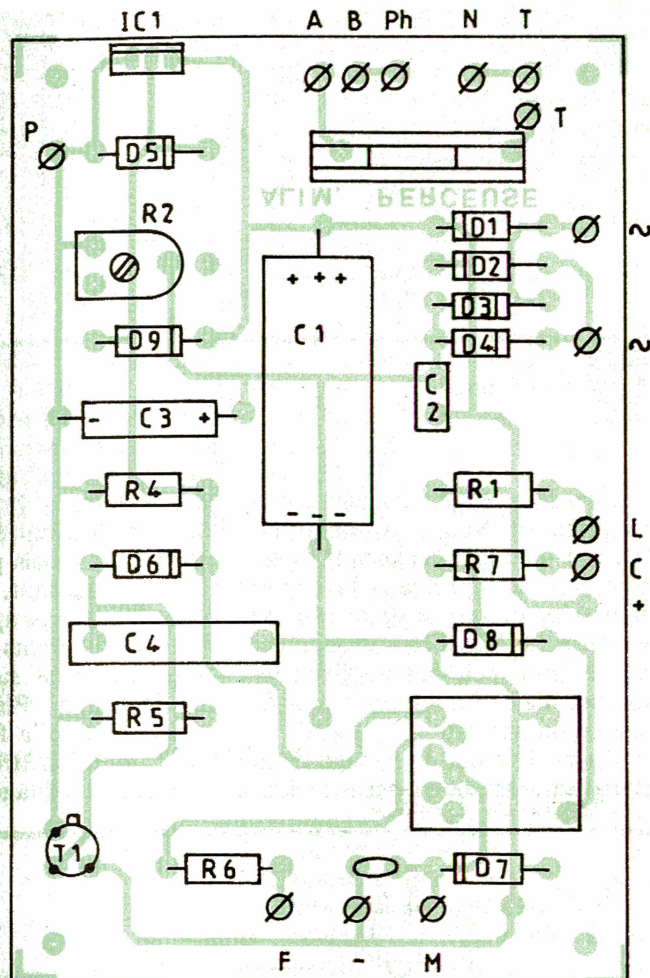 IC1 A B Ph N T
P T
D5
ALIM. PERCEUSE
R2 D1
D2
+ + + D3
D9 C1 D4
C2
- C3 +
R4 - - - R1
L
D6 R7 C
+
C4 D8
R5
T1
R6 D7
F - M